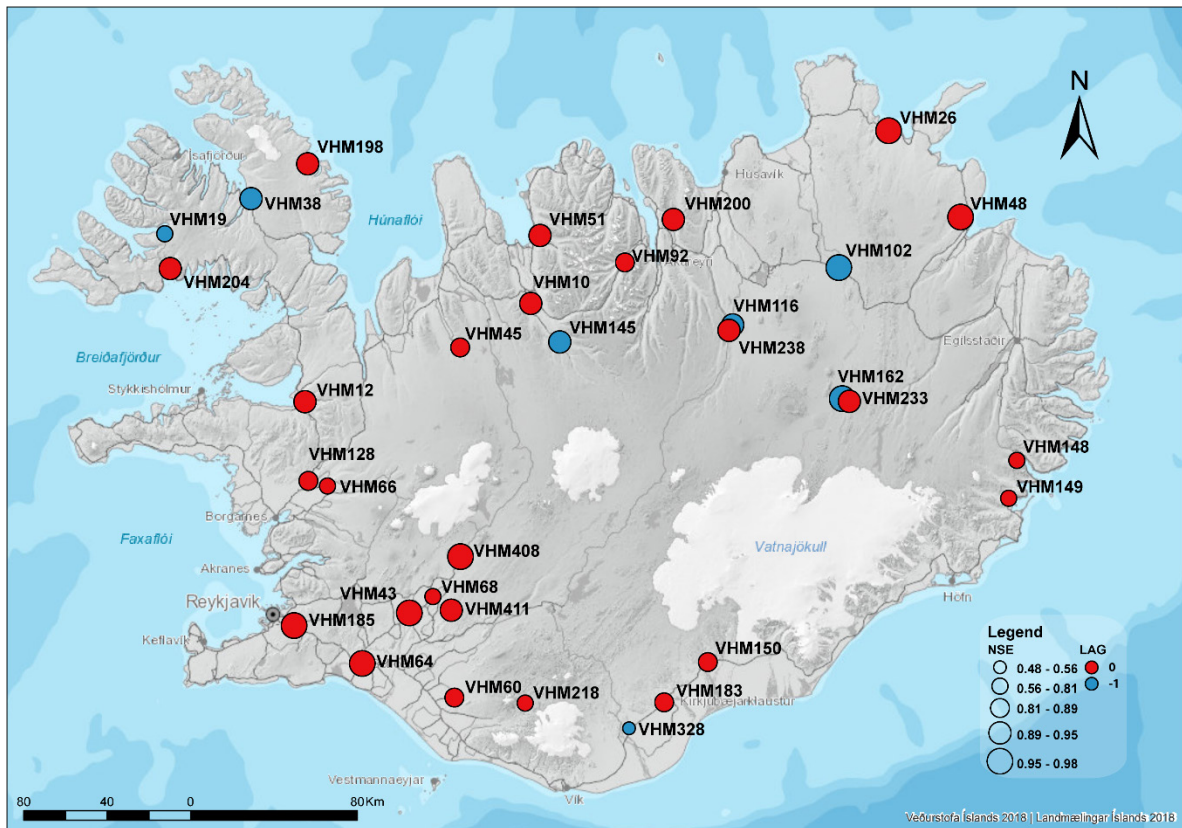 N
VHM26
Ísafjörður
VHM198
VHM38
VHM19
Húnaflói
Húsavík
VHM51
VHM200
VHM48
VHM204
VHM92
VHM102
VHM10
VHM116
VHM145
VHM45
VHM238
Egilsstaðir
Breiðafjörður
Stykkisholmur
VHM12
VHM162
VHM233
VHM128
VHM66
VHM148
VHM149
Borgarnes
Faxaflói
Vatnajökull
VHM408
Akranes
VHM68
VHM43
VHM411
Höfn
Reykjavik
VHM185
Keflavík
VHM64
VHM150
VHM60
VHM218
VHM183
Kirkjubæjarklaustur
VHM328
Vestmannaeyjar
Vík
Legend
NSE LAG
0.48 - 0.56 0
0.56 - 0.81 -1
0.81 - 0.89
0.89 - 0.95
0.95 - 0.98
80 40 0 80Km
Veðurstofa Íslands 2018 | Landmælingar Íslands 2018